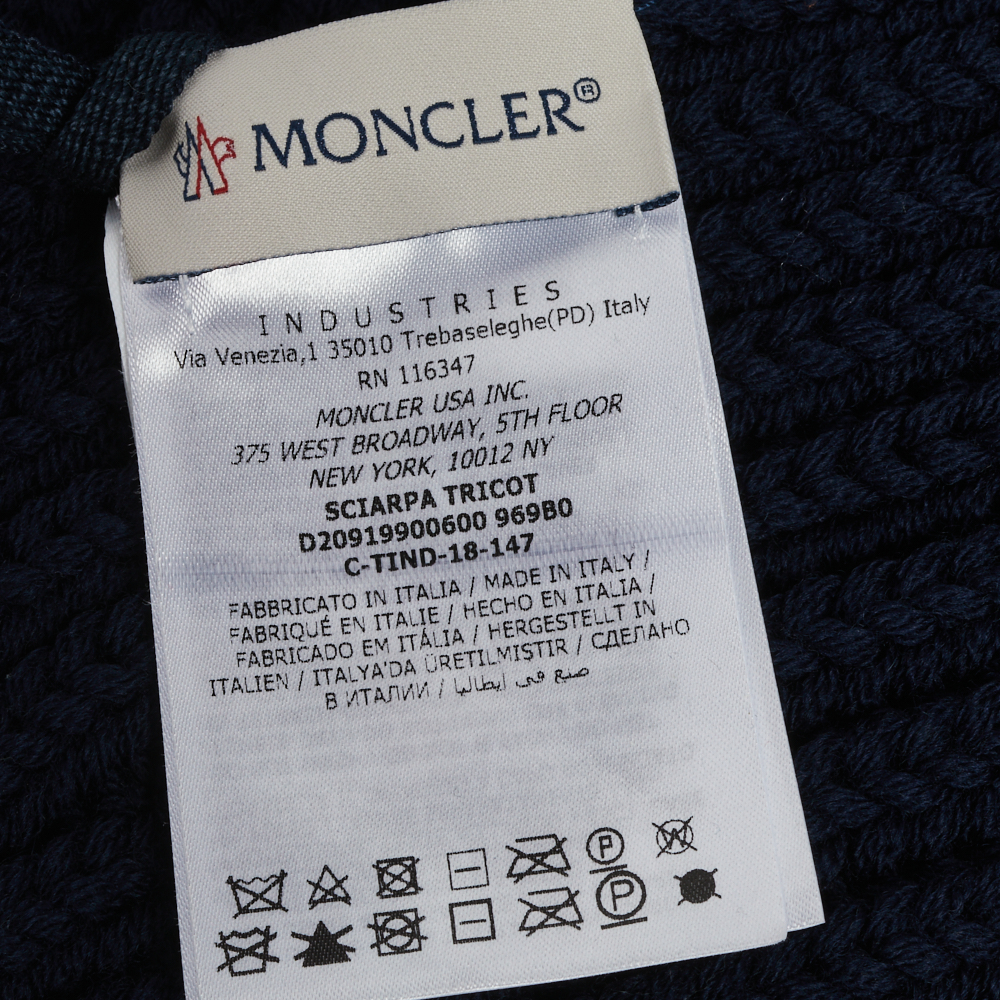 MONCLER®
INDUSTRIES
Via Venezia,1 35010 Trebaseleghe(PD) Italy
RN 116347
MONCLER USA INC.
375 WEST BROADWAY, 5TH FLOOR
NEW YORK, 10012 NY
SCIARPA TRICOT
D20919900600 969B0
C-TIND-18-147
FABBRICATO IN ITALIA / MADE IN ITALY /
FABRIQUÉ EN ITALIE / HECHO EN ITALIA /
FABRICADO EM ITÁLIA / HERGESTELLT IN
ITALIEN / ITALYA'DA ÜRETILMIŞTIR / СДЕЛАНО
В ИТАЛИИ / صنع في ايطاليا
P W
P